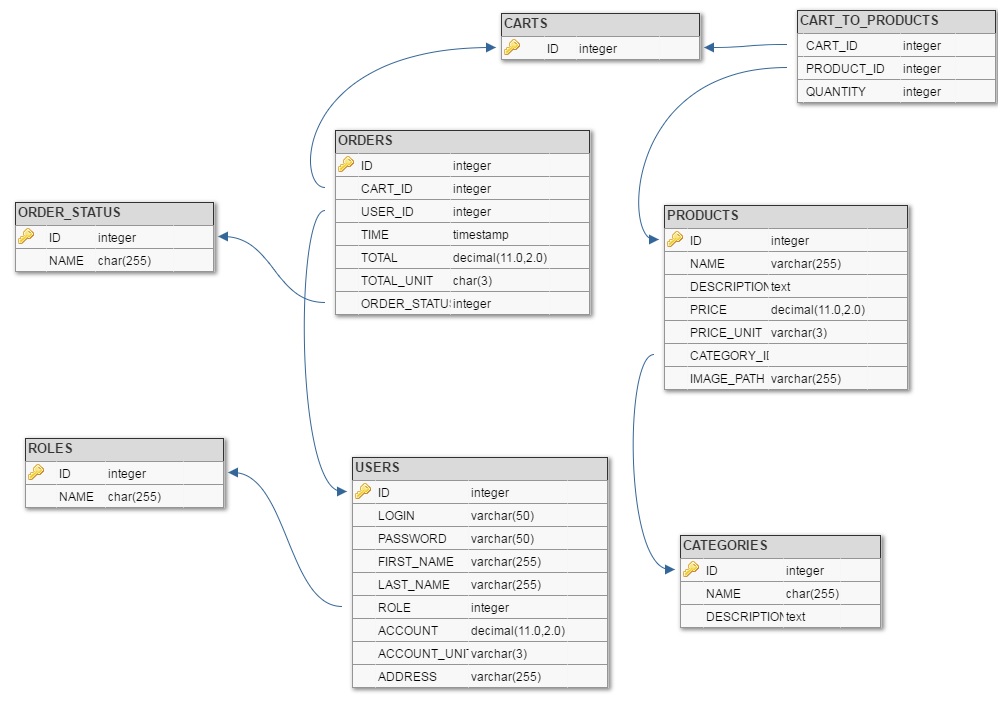 CARTS
ID integer
CART_TO_PRODUCTS
CART_ID integer
PRODUCT_ID integer
QUANTITY integer
ORDERS
ID integer
CART_ID integer
USER_ID integer
TIME timestamp
TOTAL decimal(11.0,2.0)
TOTAL_UNIT char(3)
ORDER_STATU integer
ORDER_STATUS
ID integer
NAME char(255)
PRODUCTS
ID integer
NAME varchar(255)
DESCRIPTION text
PRICE decimal(11.0,2.0)
PRICE_UNIT varchar(3)
CATEGORY_ID
IMAGE_PATH varchar(255)
ROLES
ID integer
NAME char(255)
USERS
ID integer
LOGIN varchar(50)
PASSWORD varchar(50)
FIRST_NAME varchar(255)
LAST_NAME varchar(255)
ROLE integer
ACCOUNT decimal(11.0,2.0)
ACCOUNT_UNI varchar(3)
ADDRESS varchar(255)
CATEGORIES
ID integer
NAME char(255)
DESCRIPTION text